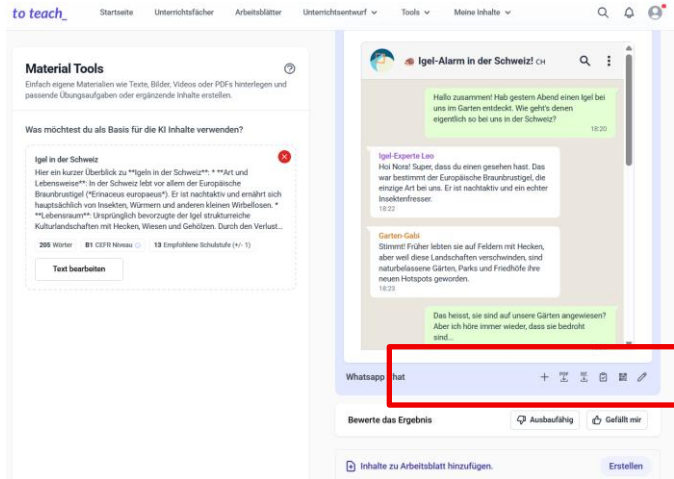 to teach_
Startseite
Unterrichtsfächer
Arbeitsblätter
Unterrichtsentwurf
Tools
Meine Inhalte
Material Tools
Einfach eigene Materialien wie Texte, Bilder, Videos oder PDFs hinterlegen und
passende Übungsaufgaben oder ergänzende Inhalte erstellen.
Was möchtest du als Basis für die KI Inhalte verwenden?
Igel in der Schweiz
Hier ein kurzer Überblick zu **Igeln in der Schweiz**: * **Art und
Lebensweise**: In der Schweiz lebt vor allem der Europäische
Braunbrustigel (*Erinaceus europaeus*). Er ist nachtaktiv und ernährt sich
hauptsächlich von Insekten, Würmern und anderen kleinen Wirbellosen. *
**Lebensraum**: Ursprünglich bevorzugte der Igel strukturreiche
Kulturlandschaften mit Hecken, Wiesen und Gehölzen. Durch den Verlust...
205 Wörter
B1 CEFR Niveau
13 Empfohlene Schulstufe (+/- 1)
Text bearbeiten
Igel-Alarm in der Schweiz! CH
Hallo zusammen! Hab gestern Abend einen Igel bei
uns im Garten entdeckt. Wie geht's denen
eigentlich so bei uns in der Schweiz?
18:20
Igel-Experte Leo
Hoi Nora! Super, dass du einen gesehen hast. Das
war bestimmt der Europäische Braunbrustigel, die
einzige Art bei uns. Er ist nachtaktiv und ein echter
Insektenfresser.
18:22
Garten-Gabi
Stimmt! Früher lebten sie auf Feldern mit Hecken,
aber weil diese Landschaften verschwinden, sind
naturbelassene Gärten, Parks und Friedhöfe ihre
neuen Hotspots geworden.
18:23
Das heisst, sie sind auf unsere Gärten angewiesen?
Aber ich höre immer wieder, dass sie bedroht
sind...
Whatsapp Chat
PDF
Bewerte das Ergebnis
Ausbaufähig
Gefällt mir
Inhalte zu Arbeitsblatt hinzufügen.
Erstellen